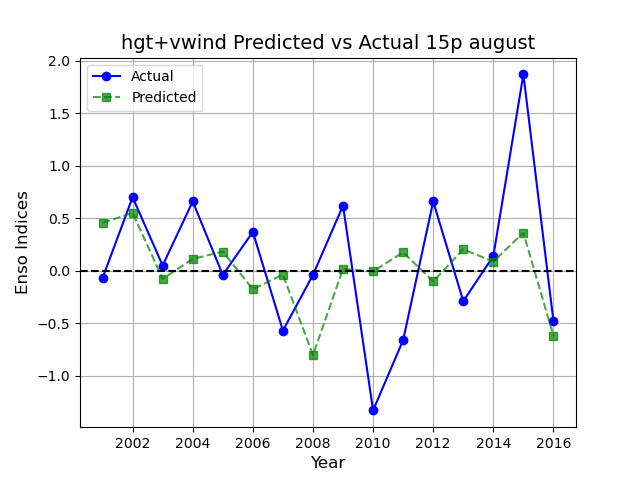 hgt+vwind Predicted vs Actual 15p august
Actual
Predicted
Enso Indices
2.0
1.5
1.0
0.5
0.0
−0.5
−1.0
2002 2004 2006 2008 2010 2012 2014 2016
Year